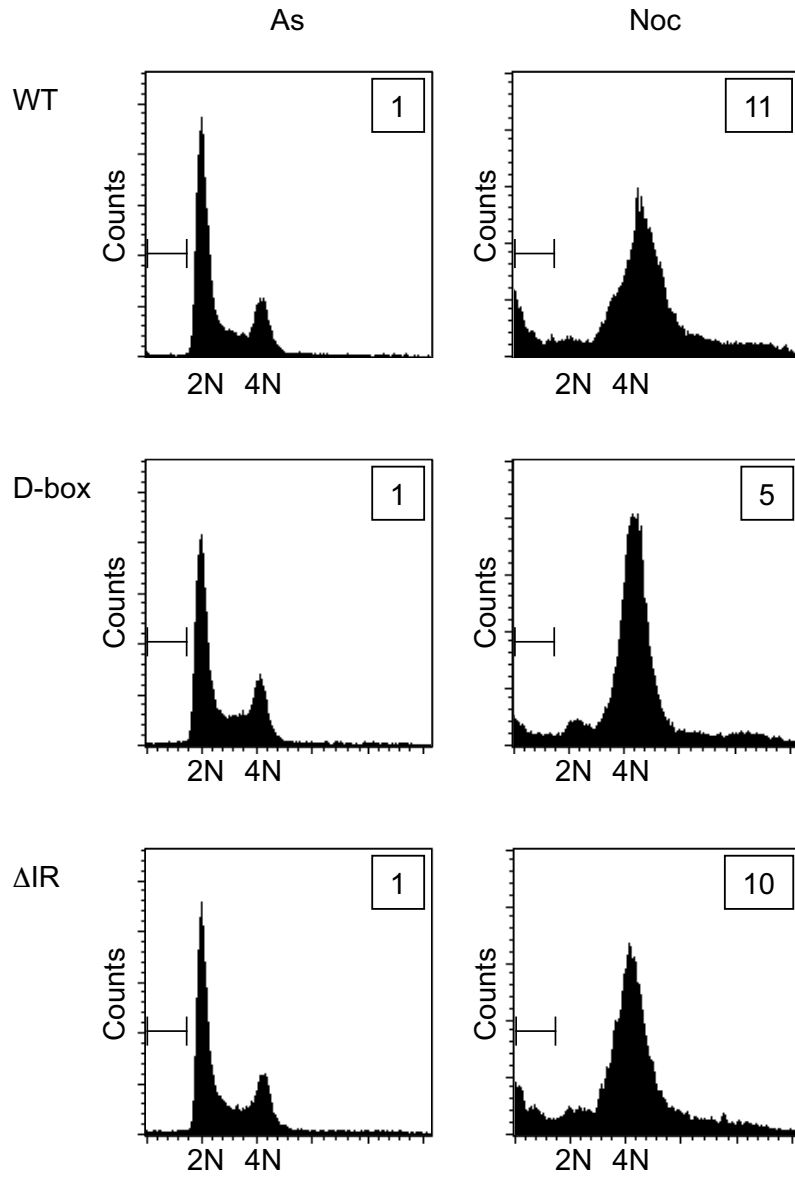 As Noc
WT
1
11
Counts
Counts
2N 4N
2N 4N
D-box
1
5
Counts
Counts
2N 4N
2N 4N
ΔIR
1
10
Counts
Counts
2N 4N
2N 4N